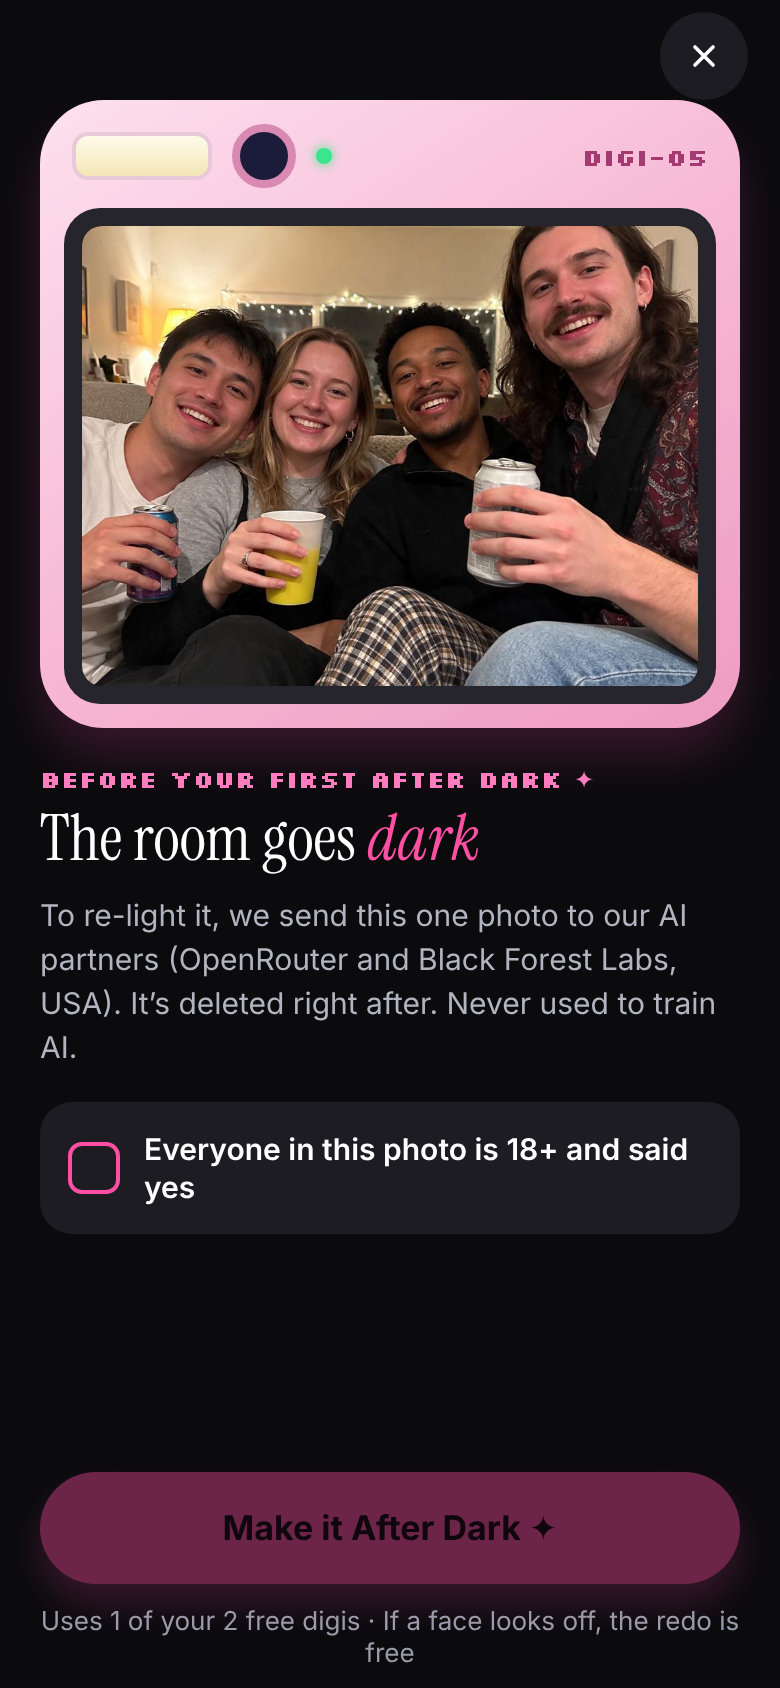 DIGI-05
BEFORE YOUR FIRST AFTER DARK ✦
The room goes dark
To re-light it, we send this one photo to our AI
partners (OpenRouter and Black Forest Labs,
USA). It’s deleted right after. Never used to train
AI.
Everyone in this photo is 18+ and said
yes
Make it After Dark ✦
Uses 1 of your 2 free digis · If a face looks off, the redo is
free